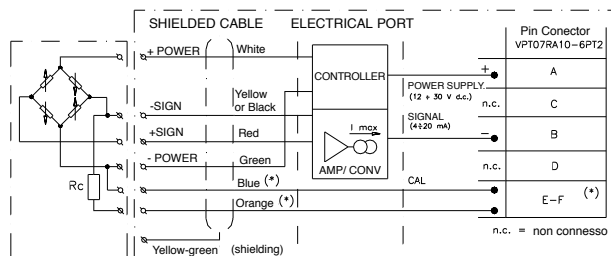 SHIELDED CABLE ELECTRICAL PORT
Pin Conector
VPT07RA10-6PT2
+ POWER White
CONTROLLER
+ A
POWER SUPPLY
(12 ÷ 30 V d.c.)
-SIGN Yellow
or Black
n.c. C
SIGNAL
(4÷20 mA)
+SIGN Red
I max
- B
- POWER Green
AMP/CONV
n.c. D
Rc
Blue (*)
CAL
E-F (*)
Orange (*)
n.c. = non connesso
Yellow-green (shielding)